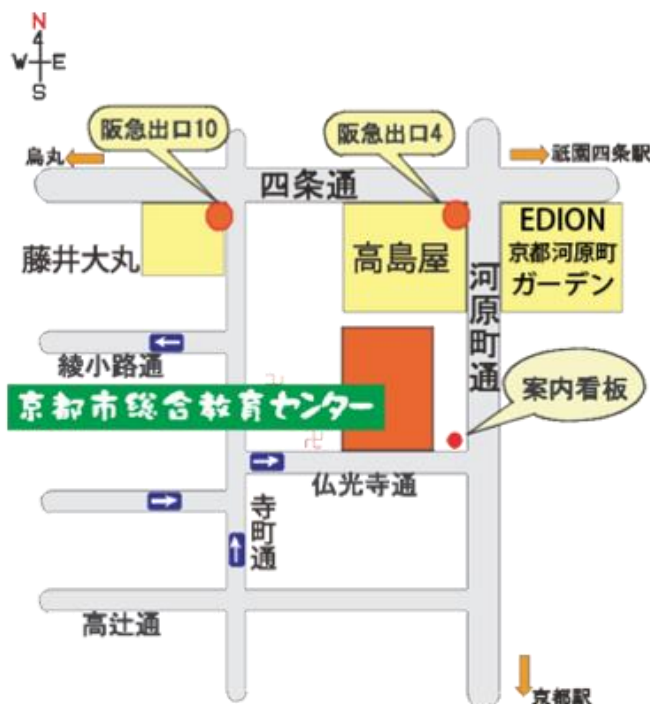 N
W E
S
阪急出口10
阪急出口4
烏丸
祇園四条駅
四条通
藤井大丸
高島屋
EDION
京都河原町
ガーデン
河原町通
綾小路通
京都市総合教育センター
案内看板
仏光寺通
寺町通
高辻通
京都駅